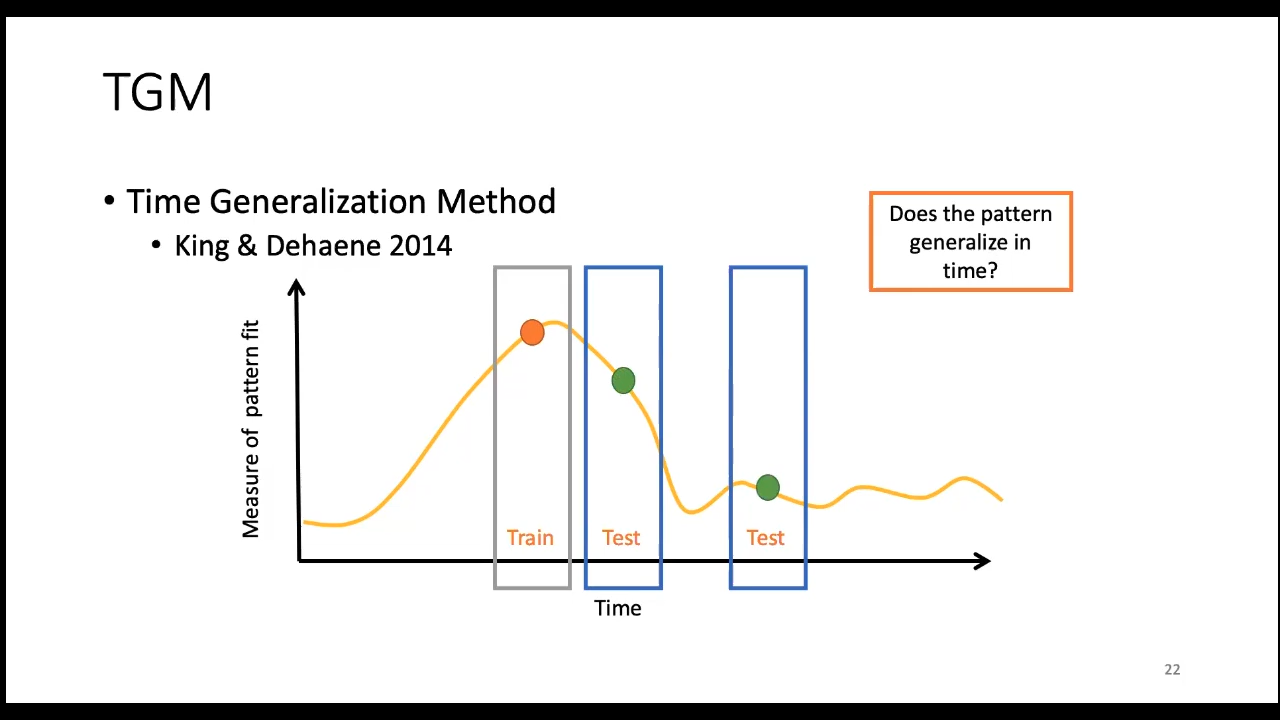 TGM
• Time Generalization Method
• King & Dehaene 2014
Does the pattern
generalize in
time?
Measure of pattern fit
Train
Test
Test
Time
22